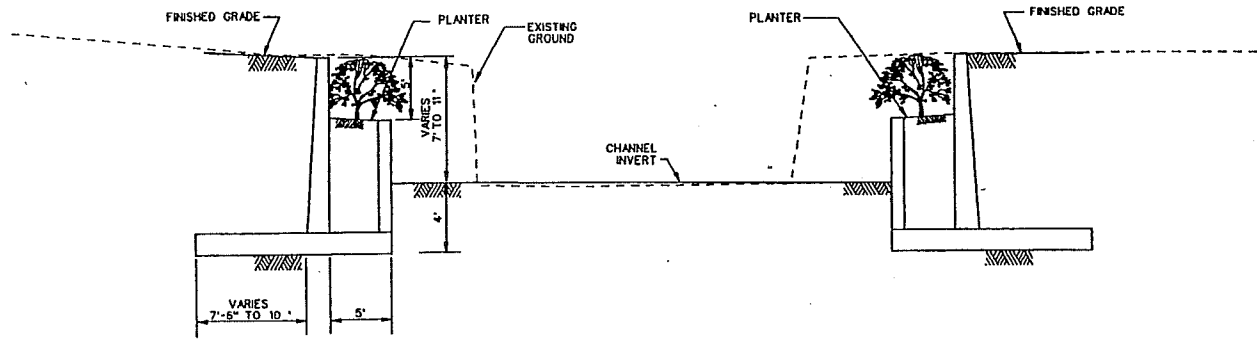 FINISHED GRADE
PLANTER
EXISTING
GROUND
PLANTER
FINISHED GRADE
5'
VARIES
7' TO 11'
CHANNEL
INVERT
4'
VARIES
7'-6" TO 10'
5'